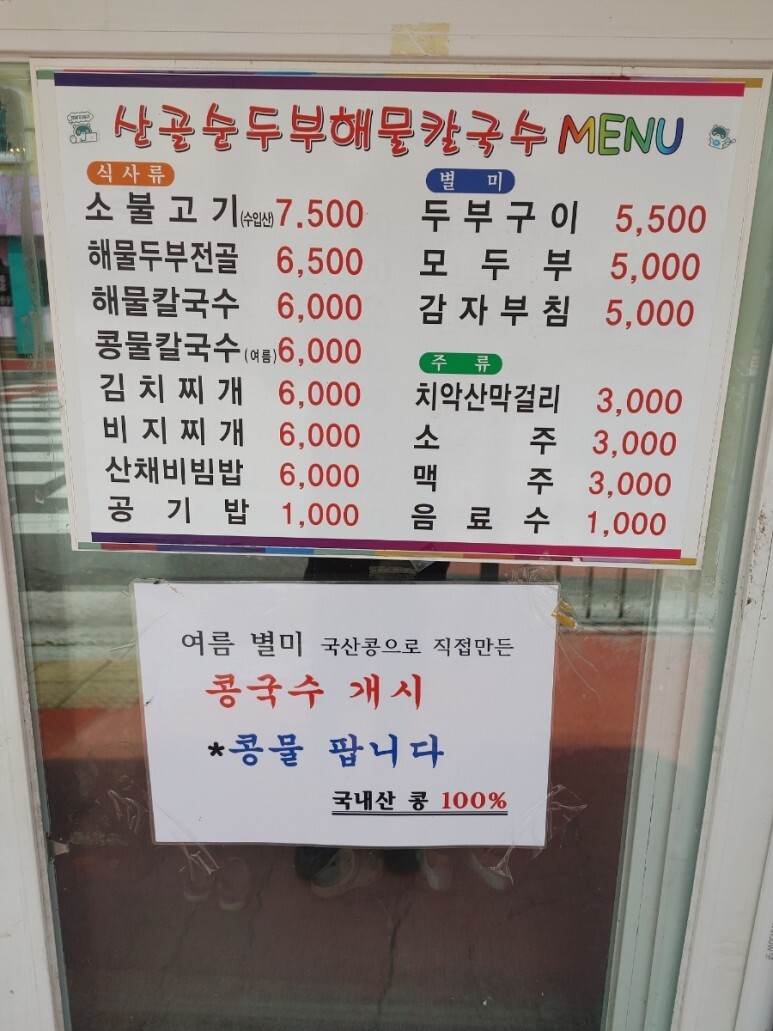 산골순두부해물칼국수 MENU
식사류
소불고기(수입산) 7.500
해물두부전골 6,500
해물칼국수 6,000
콩물칼국수(여름) 6,000
김치찌개 6,000
비지찌개 6,000
산채비빔밥 6,000
공기밥 1,000
별미
두부구이 5,500
모두부 5,000
감자부침 5,000
주류
치악산막걸리 3,000
소주 3,000
맥주 3,000
음료수 1,000
여름 별미 국산콩으로 직접만든
콩국수 개시
*콩물 팝니다
국내산 콩 100%